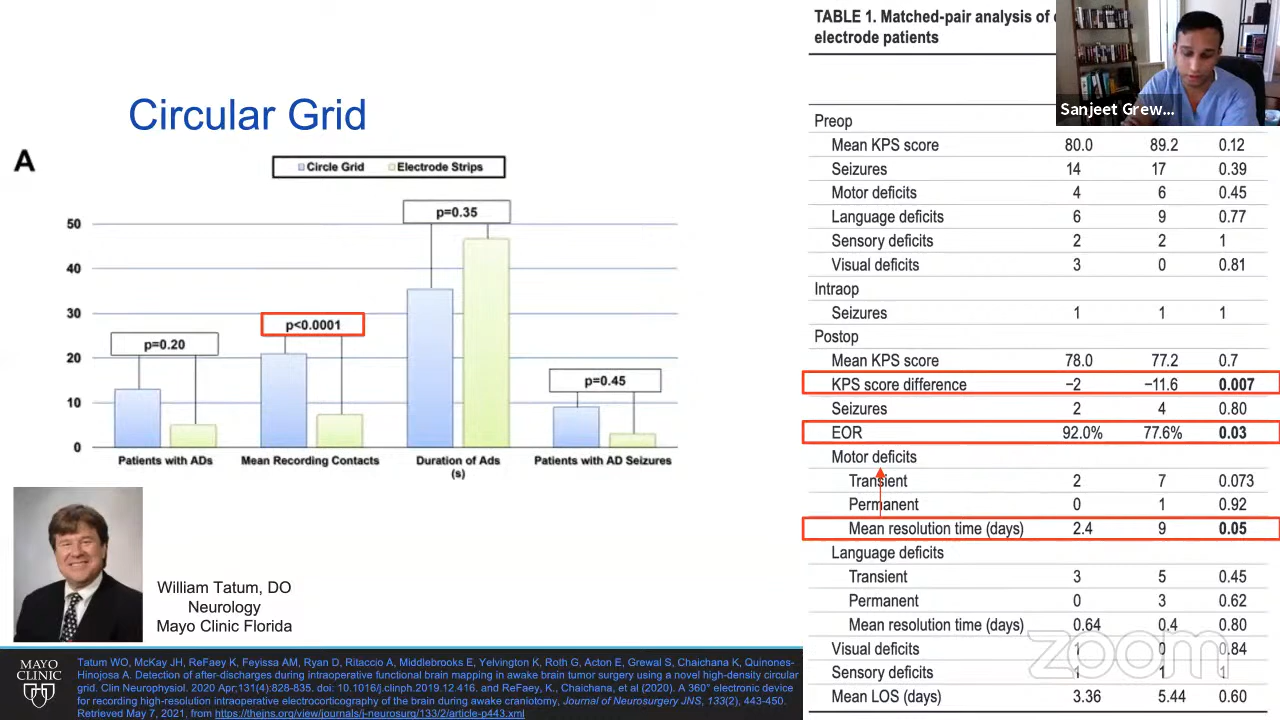 Circular Grid
A
Circle Grid Electrode Strips
50
40
30
20
10
0
p=0.20
p<0.0001
p=0.35
p=0.45
Patients with ADs
Mean Recording Contacts
Duration of Ads
(s)
Patients with AD Seizures
William Tatum, DO
Neurology
Mayo Clinic Florida
TABLE 1. Matched-pair analysis of
electrode patients
Sanjeet Grew...
Preop
Mean KPS score 80.0 89.2 0.12
Seizures 14 17 0.39
Motor deficits 4 6 0.45
Language deficits 6 9 0.77
Sensory deficits 2 2 1
Visual deficits 3 0 0.81
Intraop
Seizures 1 1 1
Postop
Mean KPS score 78.0 77.2 0.7
KPS score difference −2 −11.6 0.007
Seizures 2 4 0.80
EOR 92.0% 77.6% 0.03
Motor deficits
Transient 2 7 0.073
Permanent 0 1 0.92
Mean resolution time (days) 2.4 9 0.05
Language deficits
Transient 3 5 0.45
Permanent 0 3 0.62
Mean resolution time (days) 0.64 0.4 0.80
Visual deficits 1 0 0.84
Sensory deficits 1 1
Mean LOS (days) 3.36 5.44 0.60
zoom
MAYO
CLINIC
Tatum WO, McKay JH, ReFaey K, Feyissa AM, Ryan D, Ritaccio A, Middlebrooks E, Yelvington K, Roth G, Acton E, Grewal S, Chaichana K, Quinones-
Hinojosa A. Detection of after-discharges during intraoperative functional brain mapping in awake brain tumor surgery using a novel high-density circular
grid. Clin Neurophysiol. 2020 Apr;131(4):828-835. doi: 10.1016/j.clinph.2019.12.416. and ReFaey, K., Chaichana, et al (2020). A 360° electronic device
for recording high-resolution intraoperative electrocorticography of the brain during awake craniotomy, Journal of Neurosurgery JNS, 133(2), 443-450.
Retrieved May 7, 2021, from https://thejns.org/view/journals/j-neurosurg/133/2/article-p443.xml